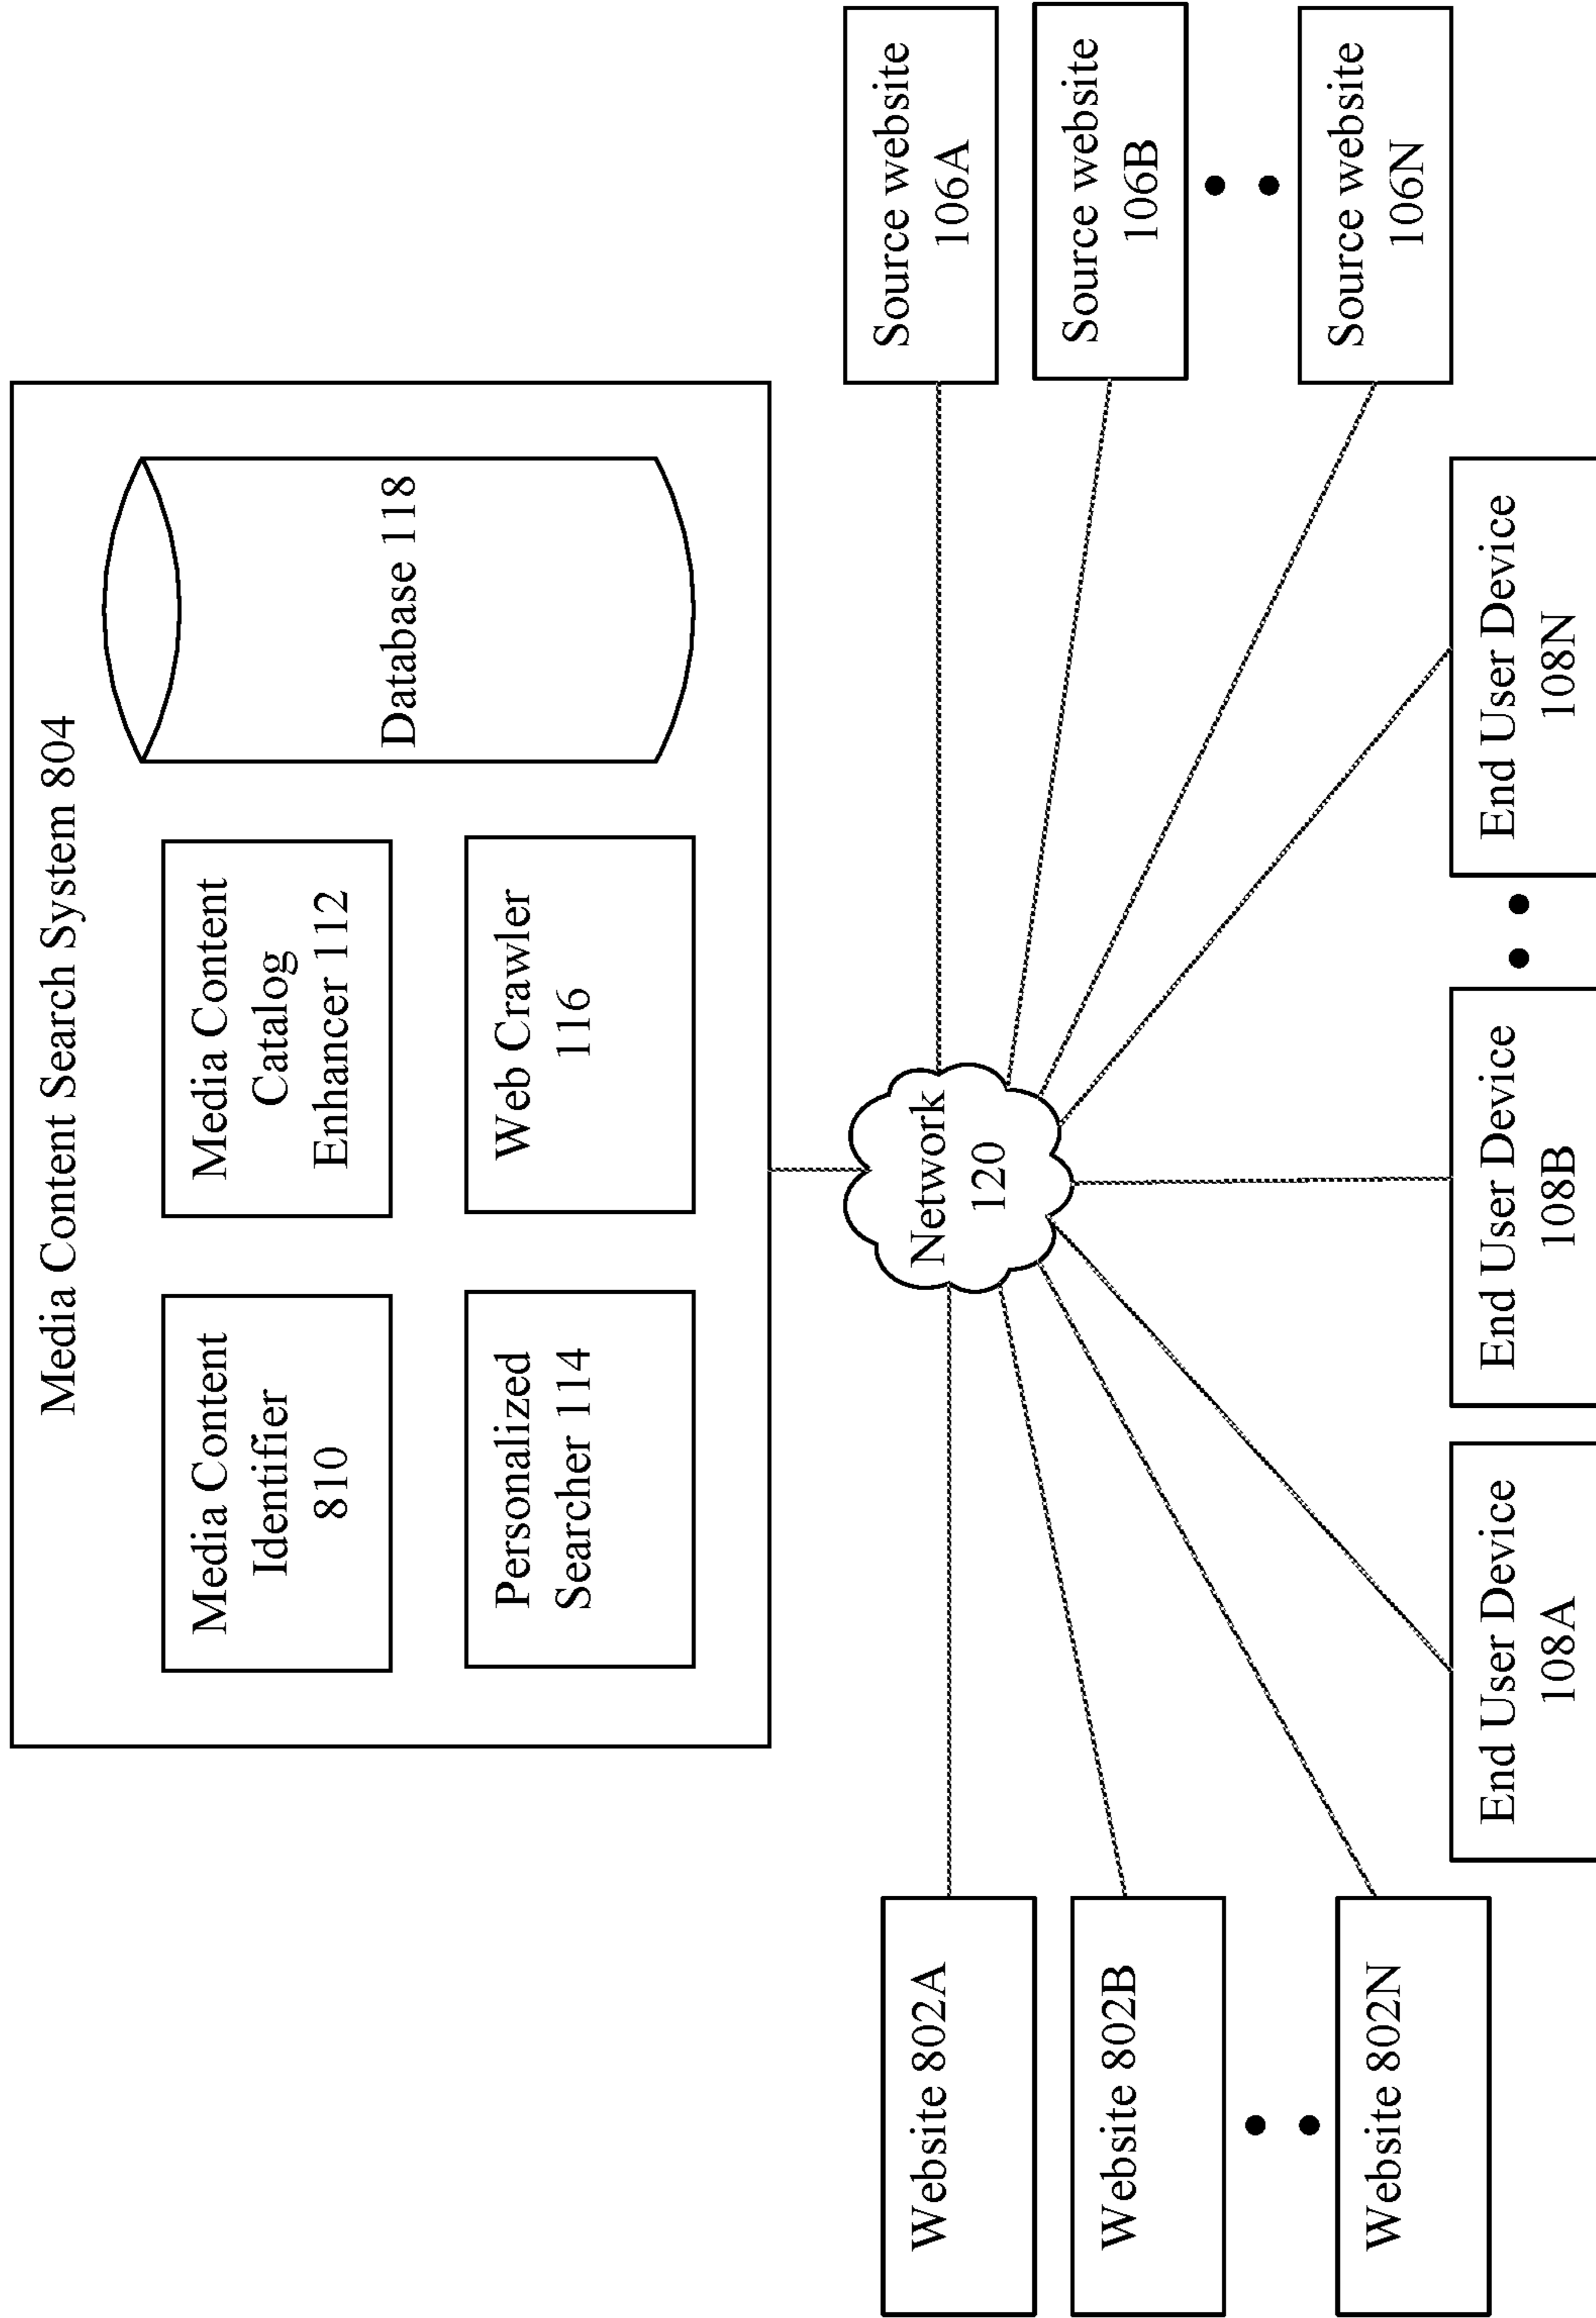 Media Content Search System 804
Media Content
Identifier
810
Media Content
Catalog
Enhancer 112
Personalized
Searcher 114
Web Crawler
116
Database 118
Network
120
Website 802A
Website 802B
Website 802N
End User Device
108A
End User Device
108B
End User Device
108N
Source website
106A
Source website
106B
Source website
106N